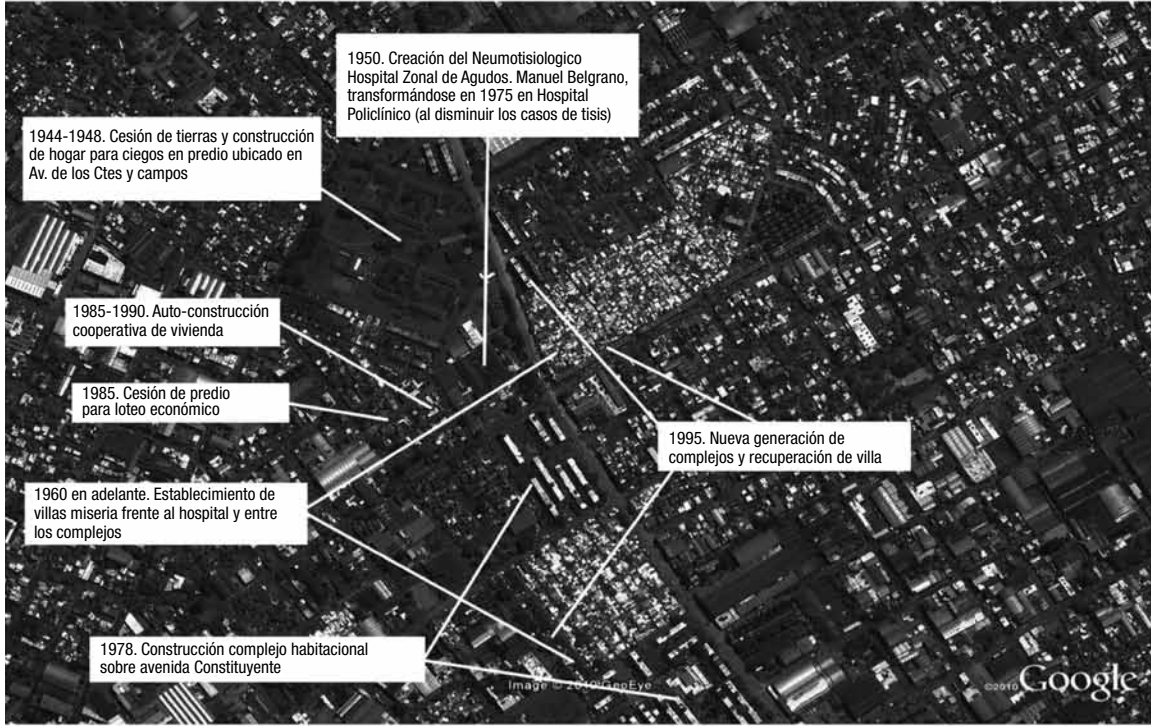 1950. Creación del Neumotisiologico
Hospital Zonal de Agudos. Manuel Belgrano,
transformándose en 1975 en Hospital
Policlínico (al disminuir los casos de tisis)
1944-1948. Cesión de tierras y construcción
de hogar para ciegos en predio ubicado en
Av. de los Ctes y campos
1985-1990. Auto-construcción
cooperativa de vivienda
1985. Cesión de predio
para loteo económico
1995. Nueva generación de
complejos y recuperación de villa
1960 en adelante. Establecimiento de
villas miseria frente al hospital y entre
los complejos
1978. Construcción complejo habitacional
sobre avenida Constituyente
Image © 2010 GeoEye
©2010 Google